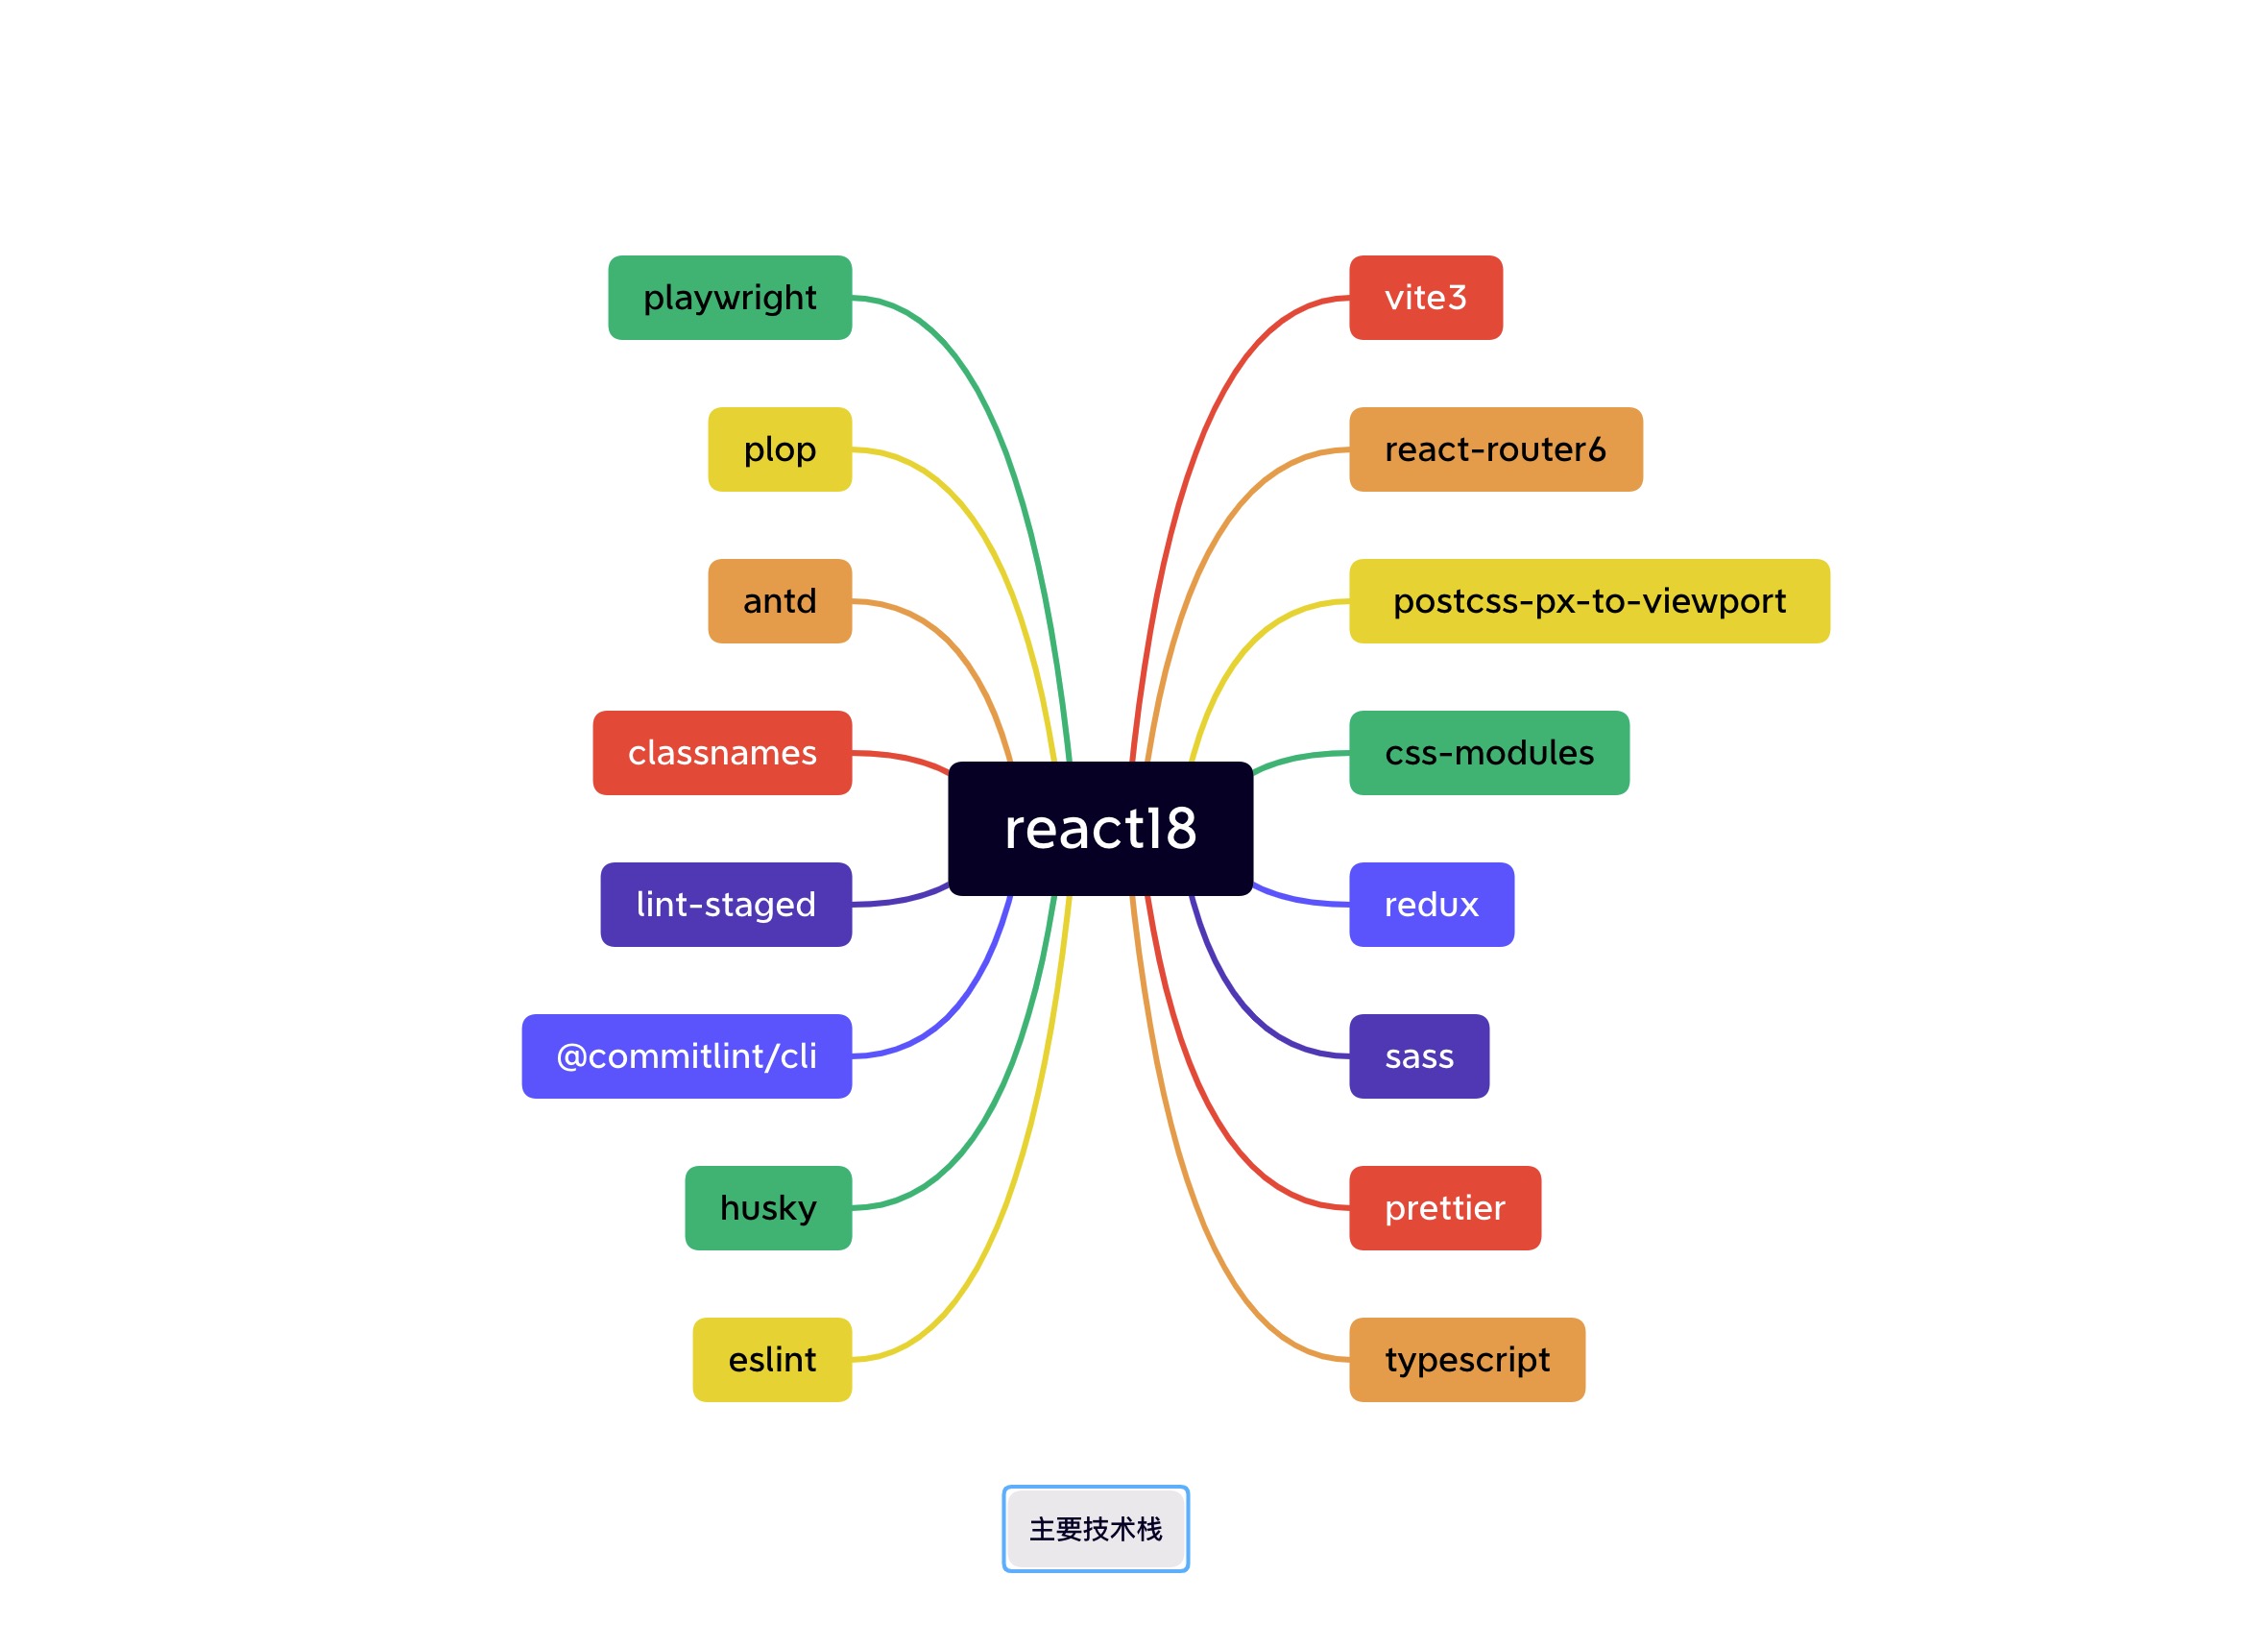 playwright
plop
antd
classnames
lint-staged
@commitlint/cli
husky
eslint
react18
vite3
react-router6
postcss-px-to-viewport
css-modules
redux
sass
prettier
typescript
主要技术栈